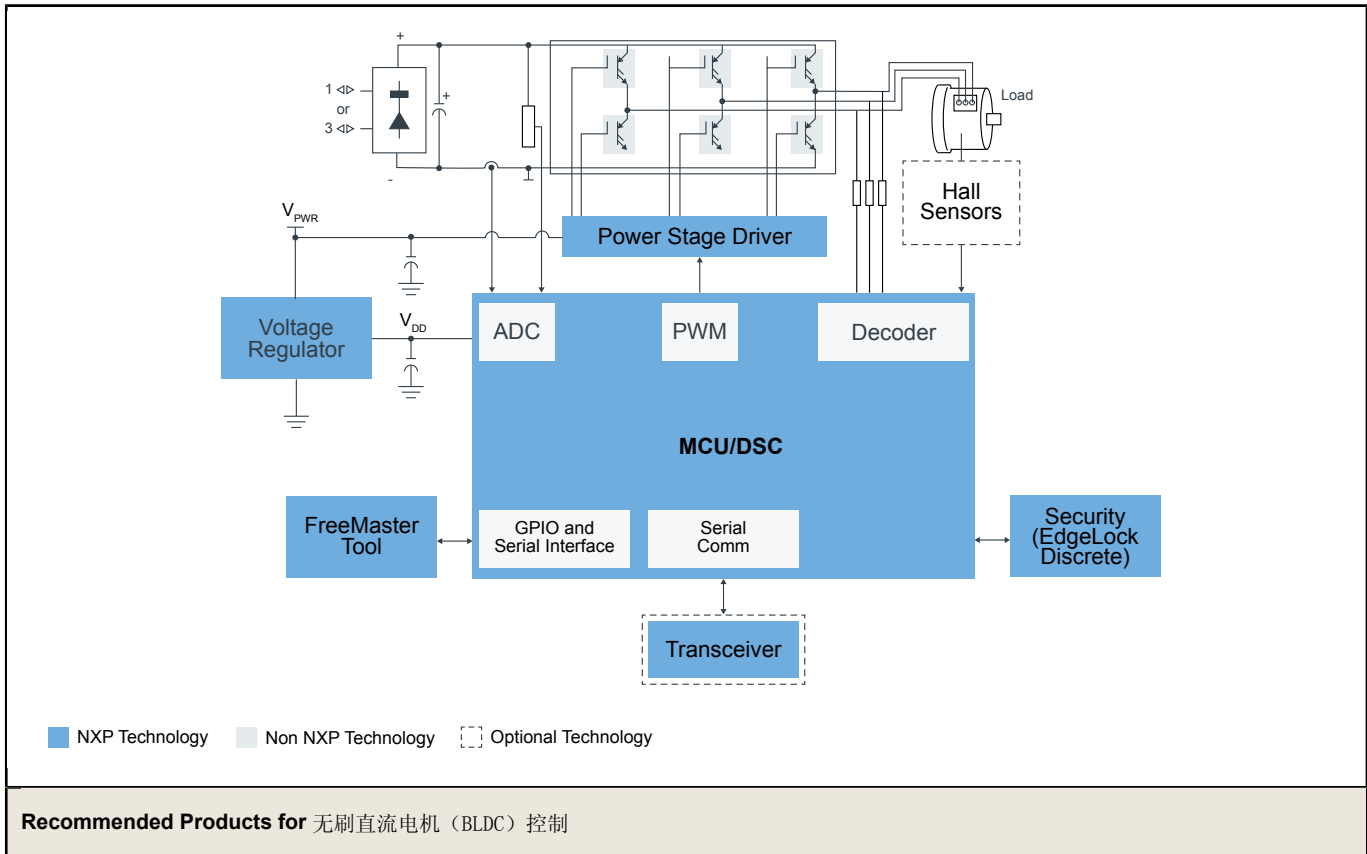 +
1
or
3
-
+
Load
Hall
Sensors
V PWR
Power Stage Driver
Voltage
Regulator
V DD
ADC
PWM
Decoder
MCU/DSC
FreeMaster
Tool
GPIO and
Serial Interface
Serial
Comm
Security
(EdgeLock
Discrete)
Transceiver
NXP Technology
Non NXP Technology
Optional Technology
Recommended Products for 无刷直流电机（BLDC）控制